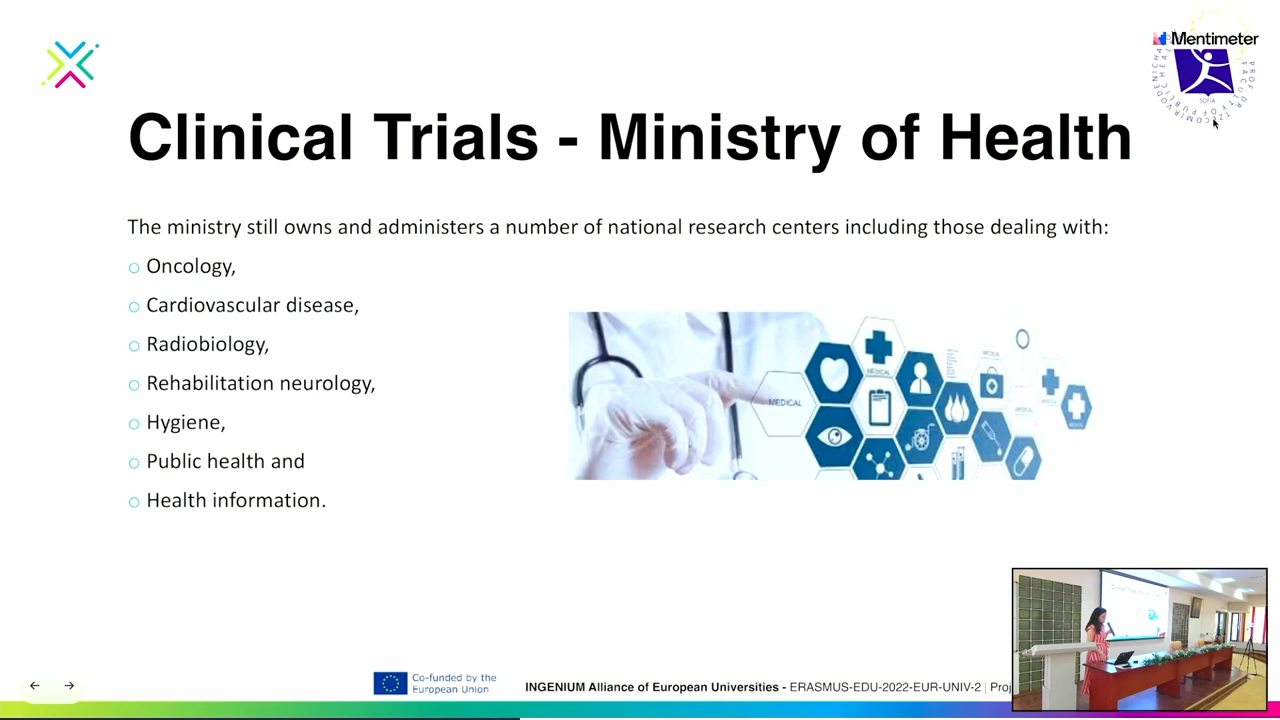 Mentimeter
SOFIA
Clinical Trials - Ministry of Health
The ministry still owns and administers a number of national research centers including those dealing with:
Oncology,
Cardiovascular disease,
Radiobiology,
Rehabilitation neurology,
Hygiene,
Public health and
Health information.
MEDICAL
MEDICAL
Co-funded by the
European Union
INGENIUM Alliance of European Universities - ERASMUS-EDU-2022-EUR-UNIV-2 | Proj